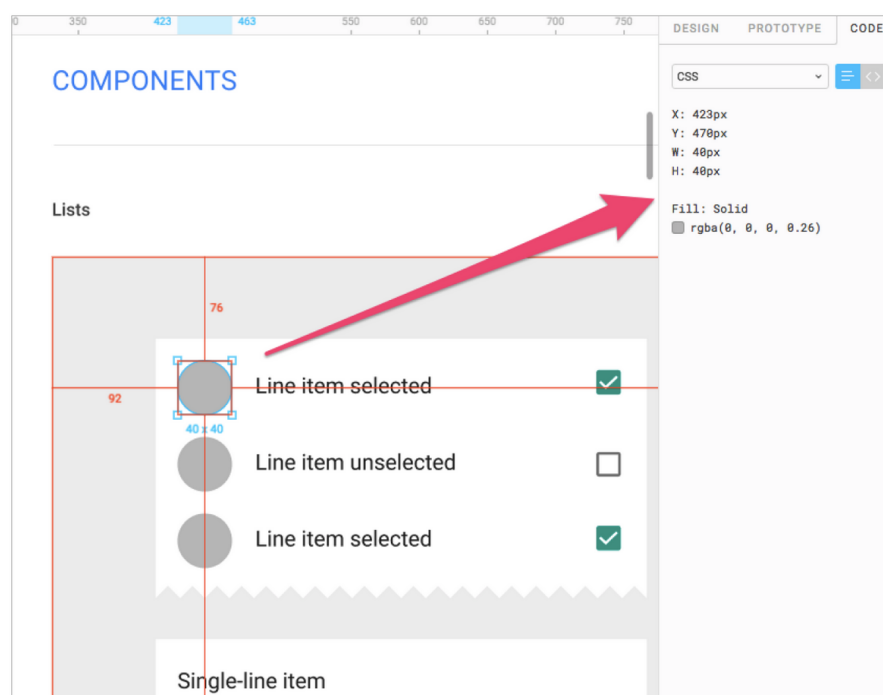 0 350 423 463 550 600 650 700 750
DESIGN PROTOTYPE CODE
COMPONENTS
CSS
X: 423px
Y: 470px
W: 40px
H: 40px
Lists
Fill: Solid
rgba(0, 0, 0, 0.26)
76
Line item selected
92
40 x 40
Line item unselected
Line item selected
Single-line item